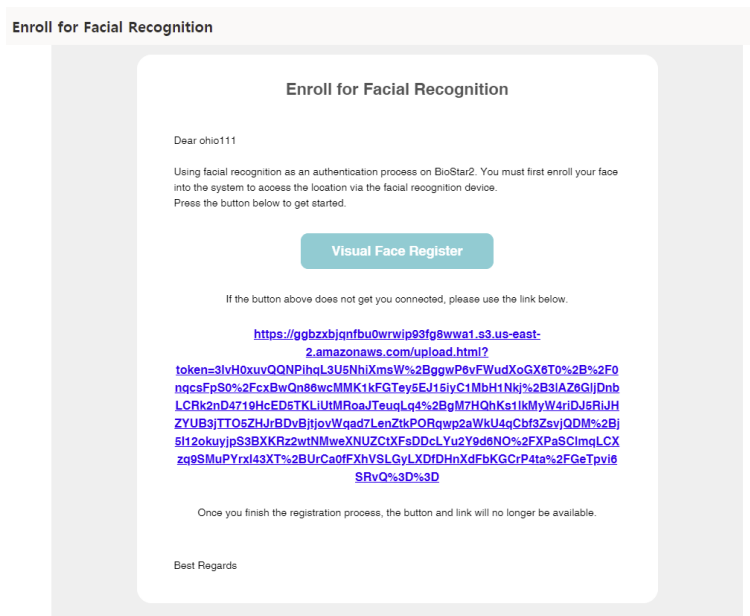 Enroll for Facial Recognition
Enroll for Facial Recognition
Dear ohio111
Using facial recognition as an authentication process on BioStar2. You must first enroll your face
into the system to access the location via the facial recognition device.
Press the button below to get started.
Visual Face Register
If the button above does not get you connected, please use the link below.
https://ggbzxbjqnfbu0wrwip93fg8wwa1.s3.us-east-
2.amazonaws.com/upload.html?
token=3lvH0xuvQQNPihqL3U5NhiXmsW%2BggwP6vFWudXoGX6T0%2B%2F0
nqcsFpS0%2FcxBwQn86wcMMK1kFGTey5EJ15iyC1MbH1Nkj%2B3lAZ6GljDnb
LCRk2nD4719HcED5TKLiUtMRoaJTeuqLq4%2BgM7HQhKs1IkMyW4riDJ5RiJH
ZYUB3jTTO5ZHJrBDvBjtjovWqad7LenZtkPORqwp2aWkU4qCbf3ZsvjQDM%2Bj
5l12okuyjpS3BXKRz2wtNMweXNUZCtXFsDDcLYu2Y9d6NO%2FXPaSClmqLCX
zq9SMuPYrxl43XT%2BUrCa0fFXhVSLGyLXDfDHnXdFbKGCrP4ta%2FGeTpvi6
SRvQ%3D%3D
Once you finish the registration process, the button and link will no longer be available.
Best Regards